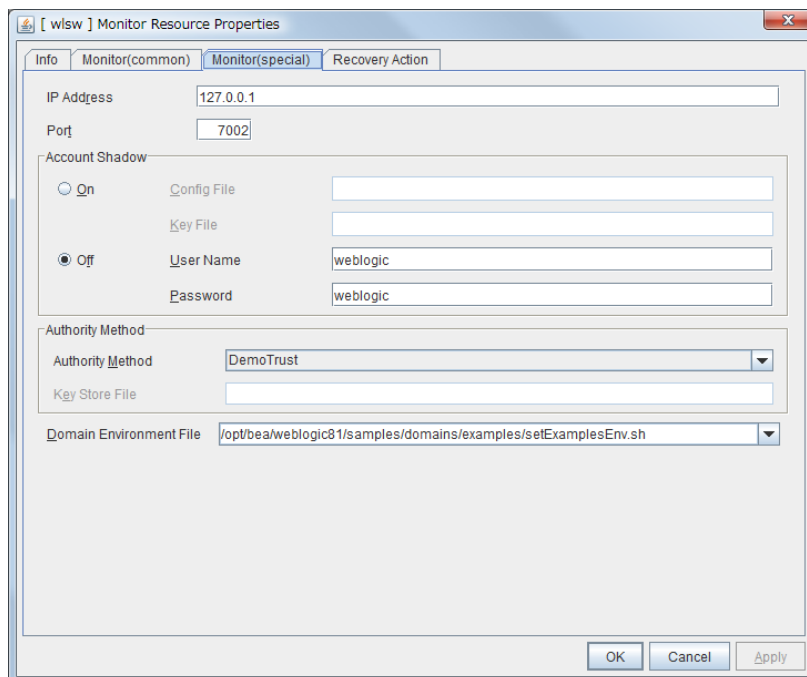 [ wlsw ] Monitor Resource Properties
Info Monitor(common) Monitor(special) Recovery Action
IP Address 127.0.0.1
Port 7002
Account Shadow
On Config File
Key File
Off User Name weblogic
Password weblogic
Authority Method
Authority Method DemoTrust
Key Store File
Domain Environment File /opt/bea/weblogic81/samples/domains/examples/setExamplesEnv.sh
OK Cancel Apply